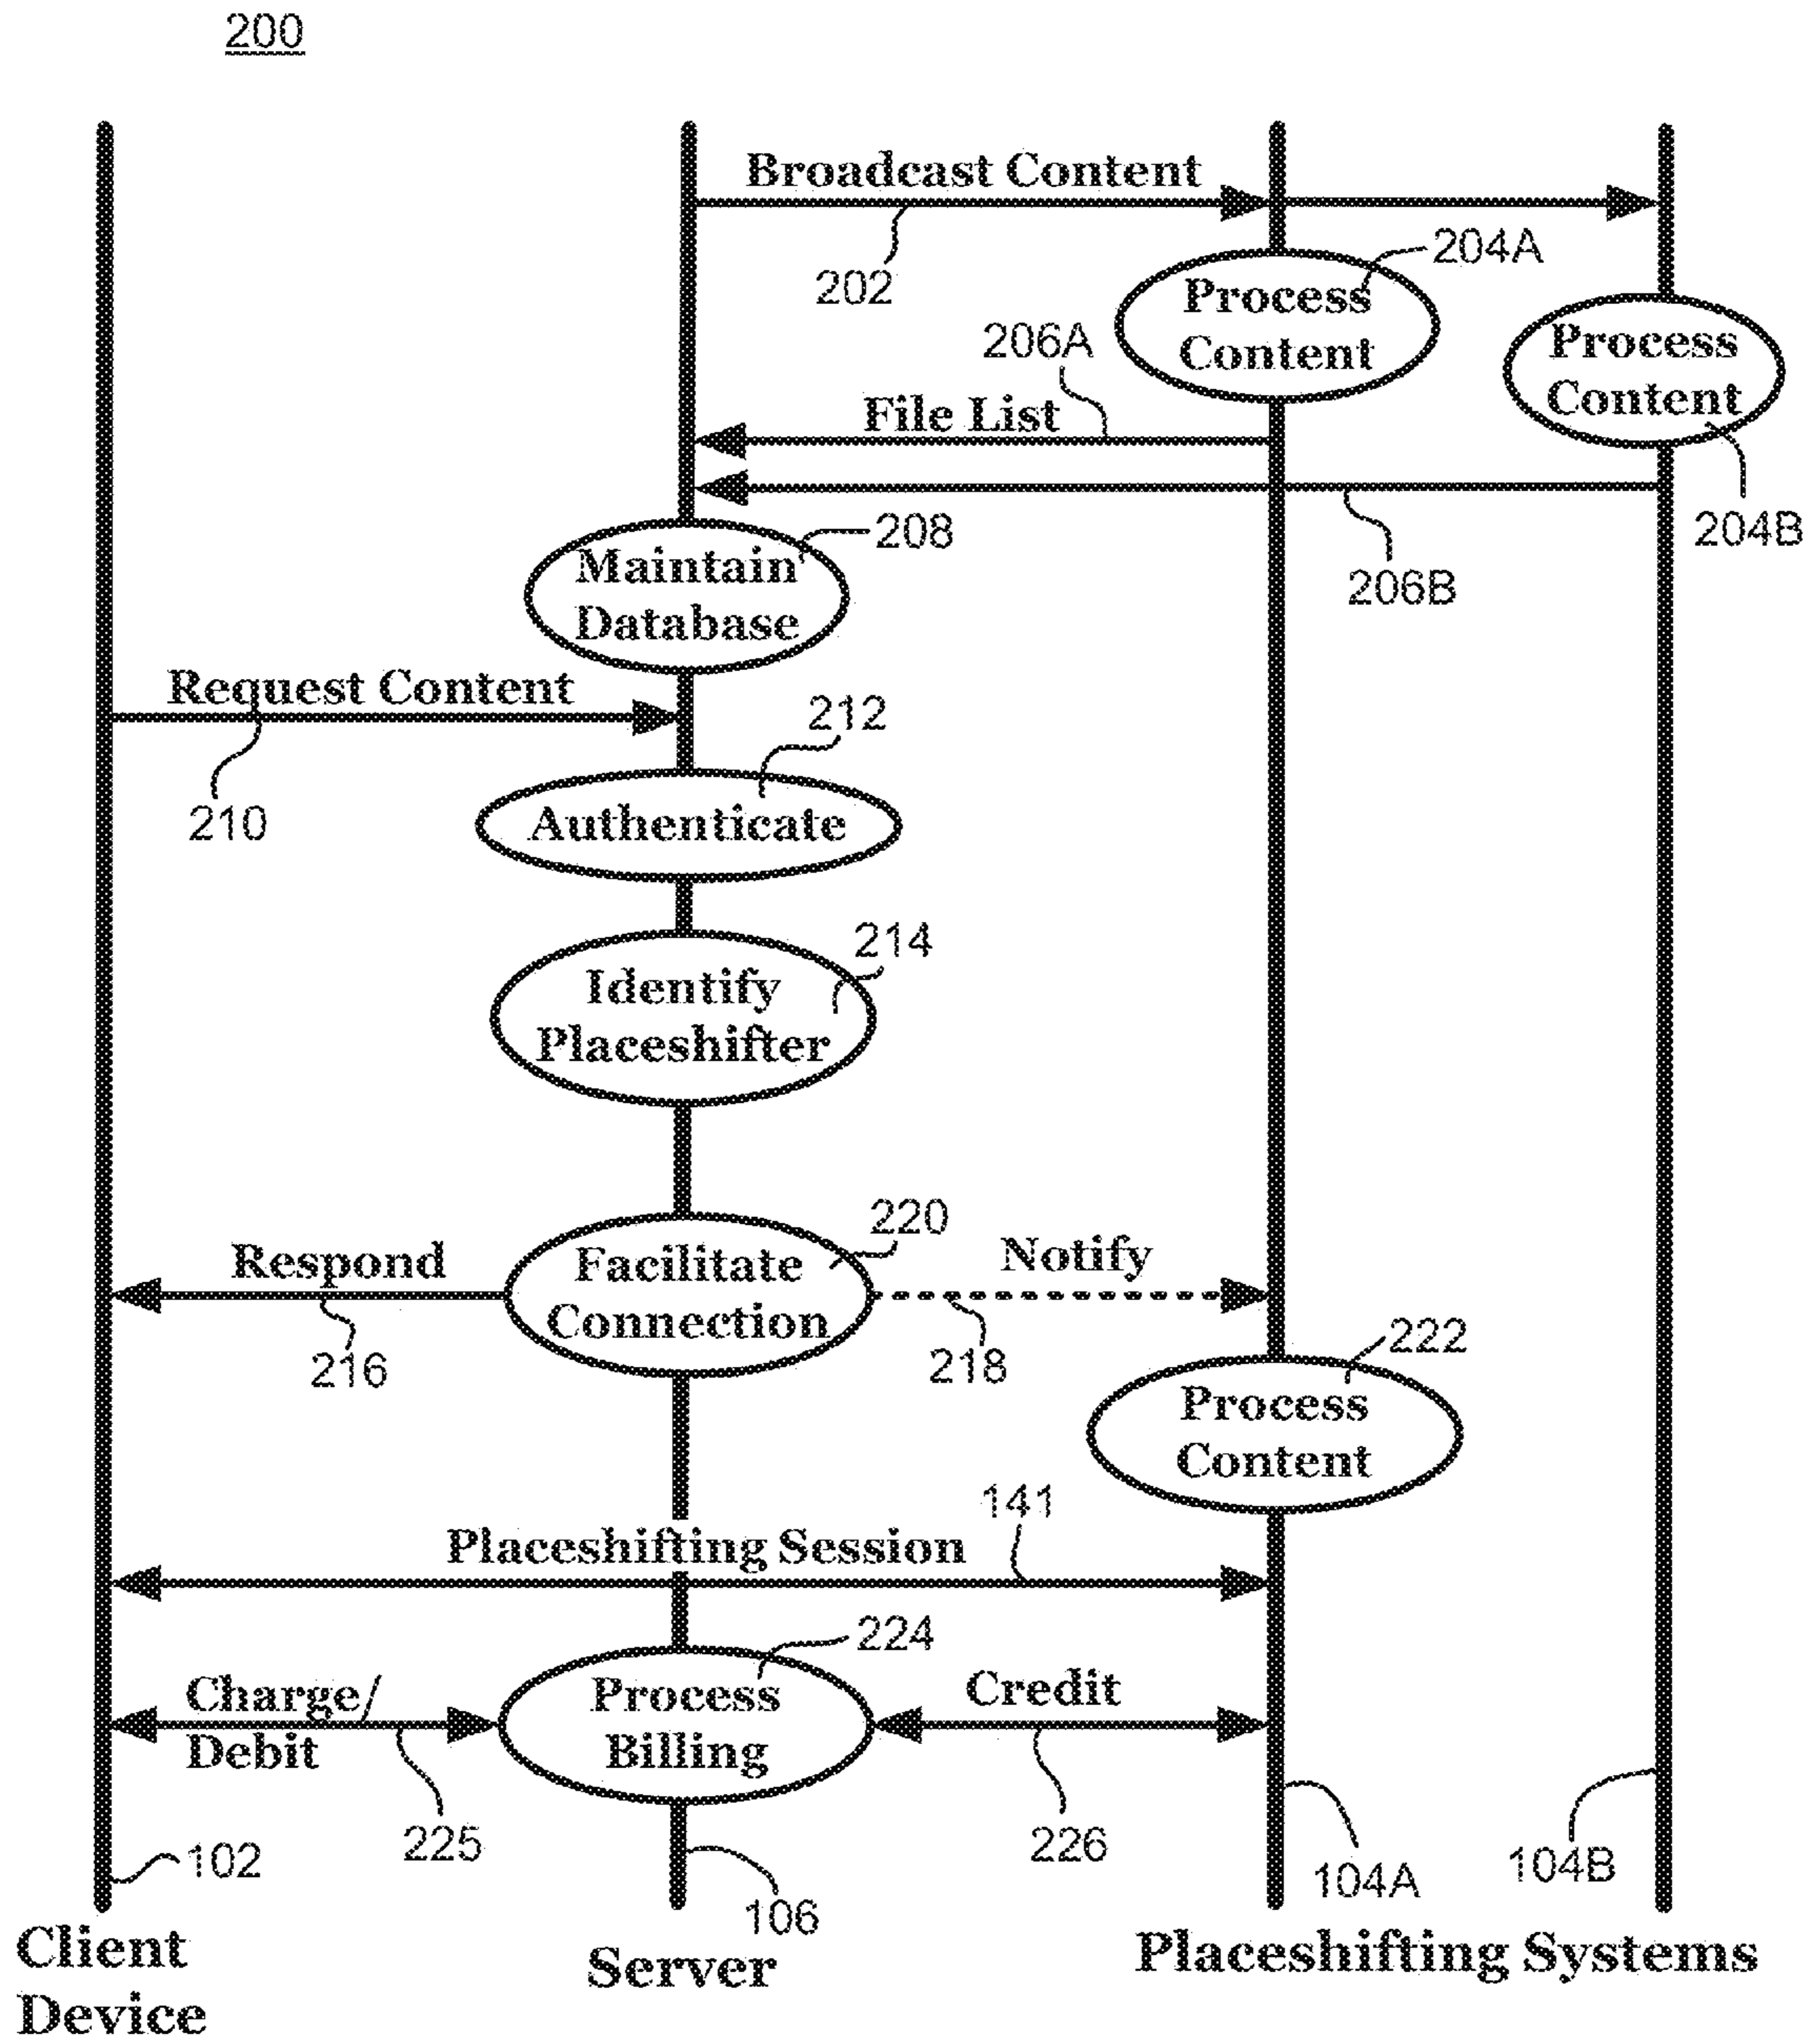 200
Broadcast Content
202
204A
Process
Content
Process
Content
204B
206A
File List
206B
208
Maintain
Database
Request Content
210
212
Authenticate
214
Identify
Placeshifter
220
Respond
216
Facilitate
Connection
Notify
218
222
Process
Content
141
Placeshifting Session
224
Charge/
Debit
225
Process
Billing
Credit
226
102
106
104A
104B
Client
Device
Server
Placeshifting Systems